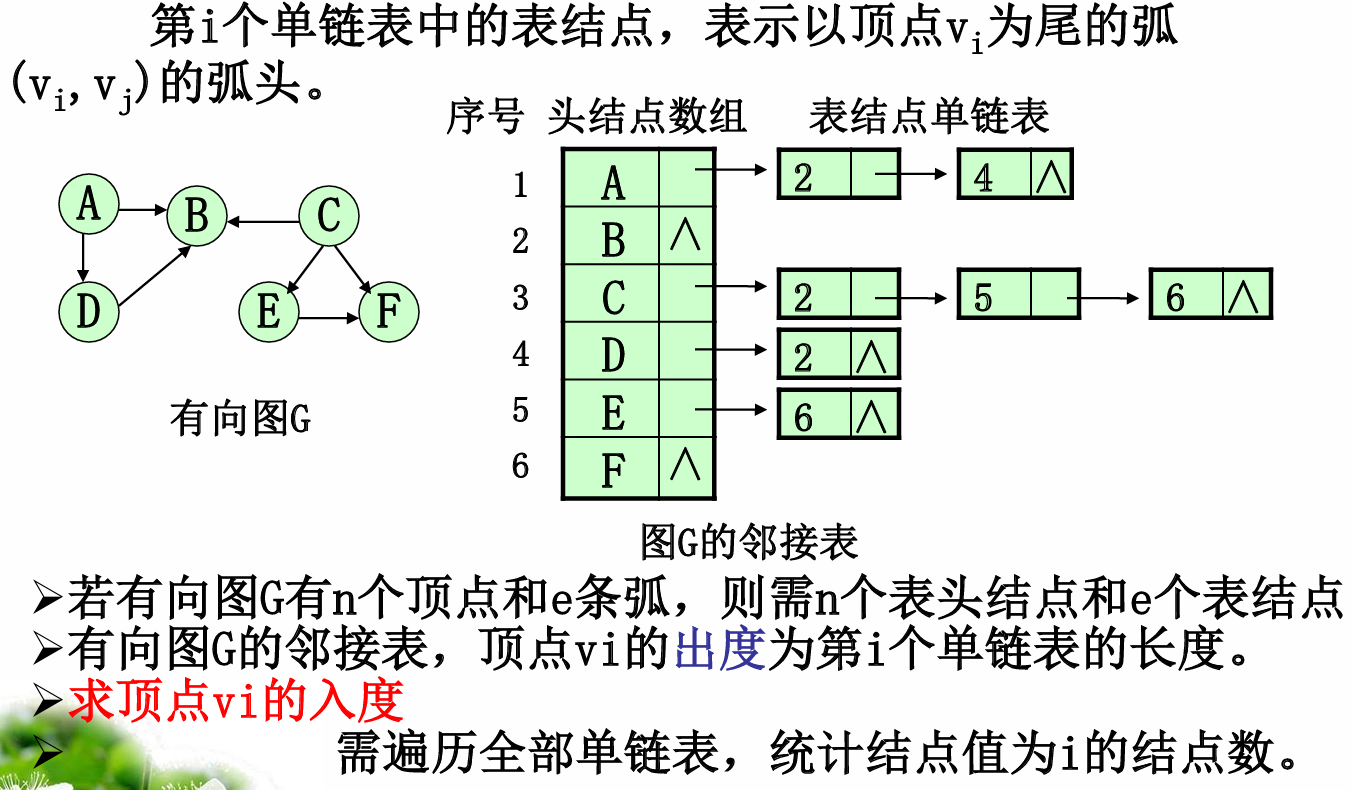 第i个单链表中的表结点，表示以顶点vi为尾的弧
(vi,vj)的弧头。
序号 头结点数组 表结点单链表
1 A 2 4 ∧
2 B ∧
3 C 2 5 6 ∧
4 D 2 ∧
5 E 6 ∧
6 F ∧
A B C
D E F
有向图G
图G的邻接表
➢若有向图G有n个顶点和e条弧，则需n个表头结点和e个表结点
➢有向图G的邻接表，顶点vi的出度为第i个单链表的长度。
➢求顶点vi的入度
➢需遍历全部单链表，统计结点值为i的结点数。